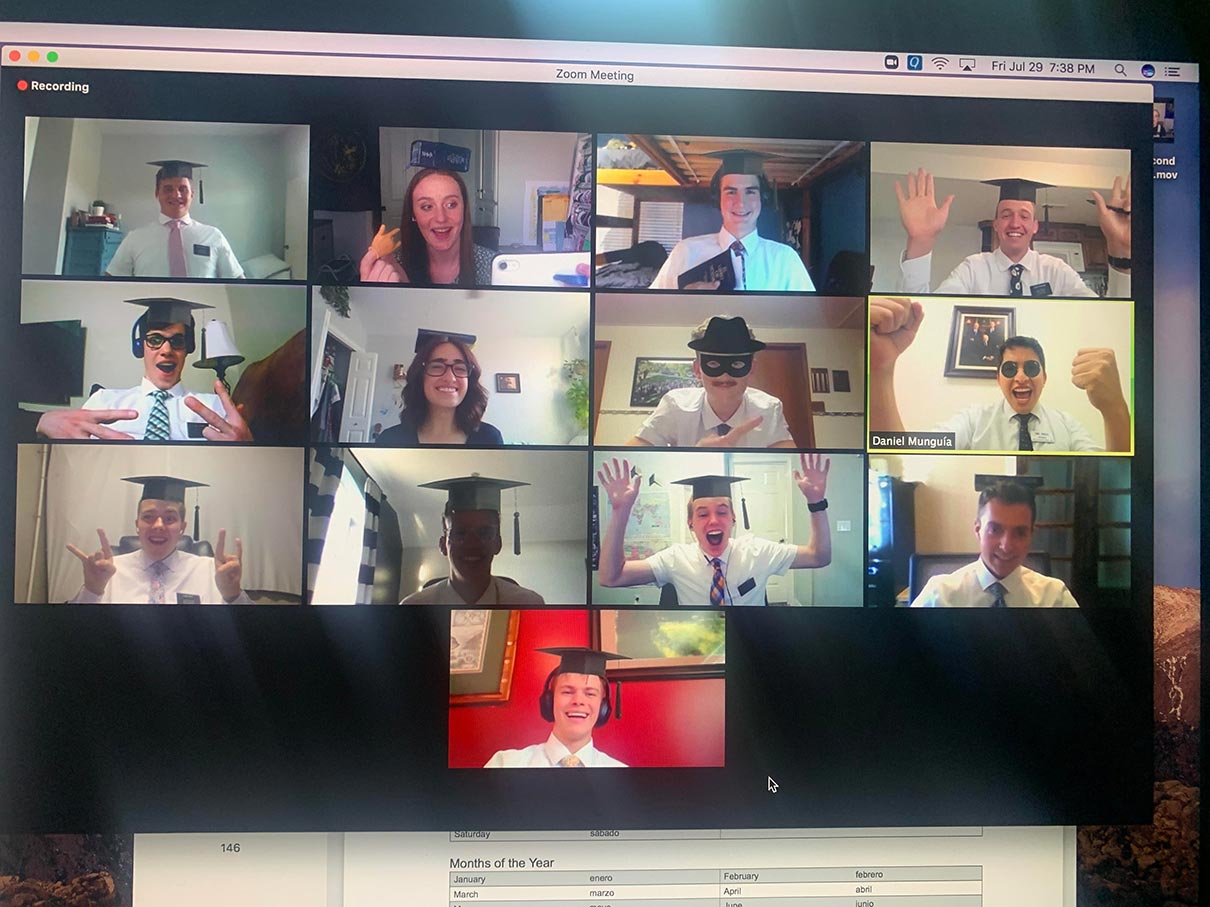 Zoom Meeting
Fri Jul 29 7:38 PM
Recording
cond
.mov
Daniel Munguía
Saturday sábado
146
Months of the Year
January enero February febrero
March marzo April abril
mayo June junio